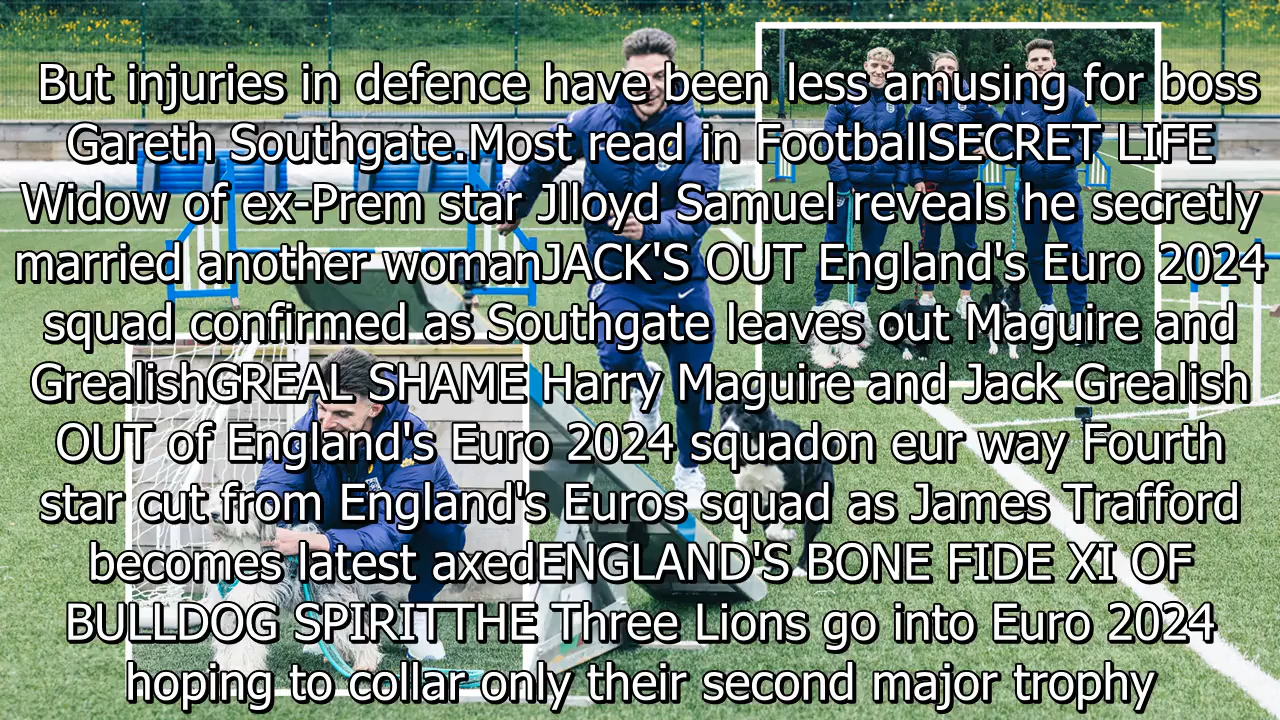 But injuries in defence have been less amusing for boss
Gareth Southgate.Most read in FootballSECRET LIFE
Widow of ex-Prem star Jlloyd Samuel reveals he secretly
married another womanJACK'S OUT England's Euro 2024
squad confirmed as Southgate leaves out Maguire and
GrealishGREAL SHAME Harry Maguire and Jack Grealish
OUT of England's Euro 2024 squadon eur way Fourth
star cut from England's Euros squad as James Trafford
becomes latest axedENGLAND'S BONE FIDE XI OF
BULLDOG SPIRITTHE Three Lions go into Euro 2024
hoping to collar only their second major trophy